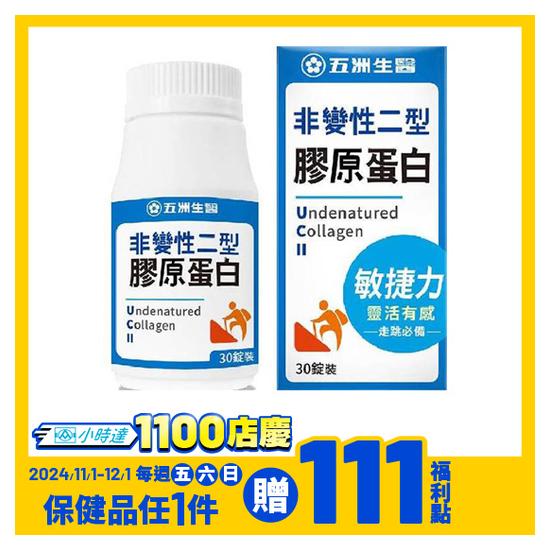 五洲生醫
非變性二型
膠原蛋白
Undenatured
Collagen
II
30錠裝
五洲生醫
非變性二型
膠原蛋白
Undenatured
Collagen
II
敏捷力
靈活有感
走跳必備
30錠裝
小時達 1100店慶
2024/11/1-12/1 每週五六日
保健品任1件 贈 111 福利點